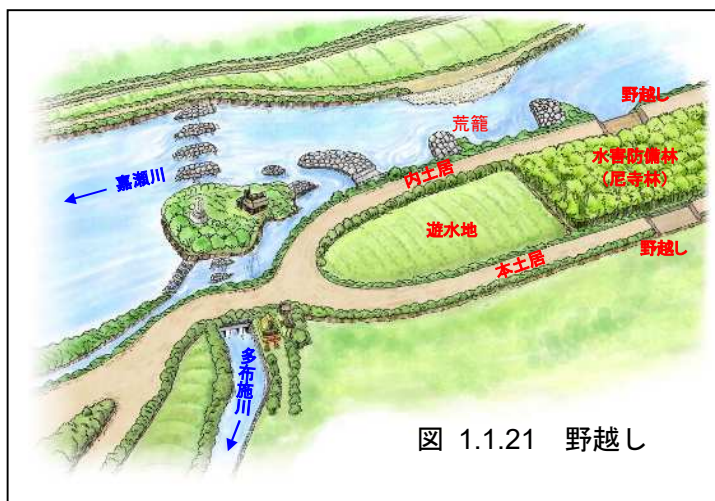 野越し
荒籠
水害防備林
(尼寺林)
内土居
嘉瀬川
遊水地
野越し
本土居
多布施川
図 1.1.21 野越し